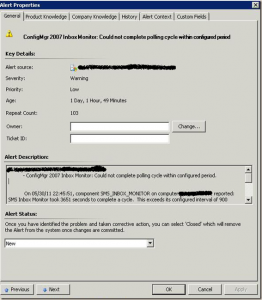 Alert Properties
General Product Knowledge Company Knowledge History Alert Context Custom Fields
ConfigMgr 2007 Inbox Monitor: Could not complete polling cycle within configured period
Key Details:
Alert source:
Severity: Warning
Priority: Low
Age: 1 Day, 1 Hour, 49 Minutes
Repeat Count: 103
Owner: Change...
Ticket ID:
Alert Description:
- ConfigMgr 2007 Inbox Monitor: Could not complete polling cycle within configured period.
On 05/30/11 22:45:51, component SMS_INBOX_MONITOR on computer reported:
SMS Inbox Monitor took 3651 seconds to complete a cycle. This exceeds its configured interval of 900
Alert Status:
Once you have identified the problem and taken corrective action, you can select 'Closed' which will remove
the Alert from the system once changes are committed.
New
Previous Next OK Cancel Apply